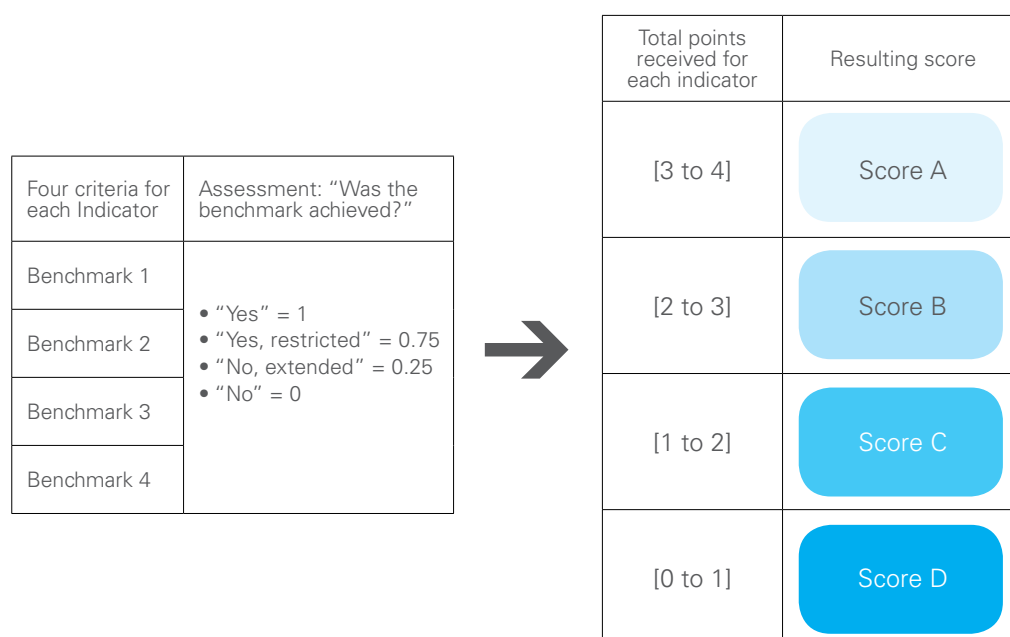 Four criteria for
each Indicator
Assessment: “Was the
benchmark achieved?”
Benchmark 1
Benchmark 2
Benchmark 3
Benchmark 4
• “Yes” = 1
• “Yes, restricted” = 0.75
• “No, extended” = 0.25
• “No” = 0
Total points
received for
each indicator
Resulting score
[3 to 4]
Score A
[2 to 3]
Score B
[1 to 2]
Score C
[0 to 1]
Score D